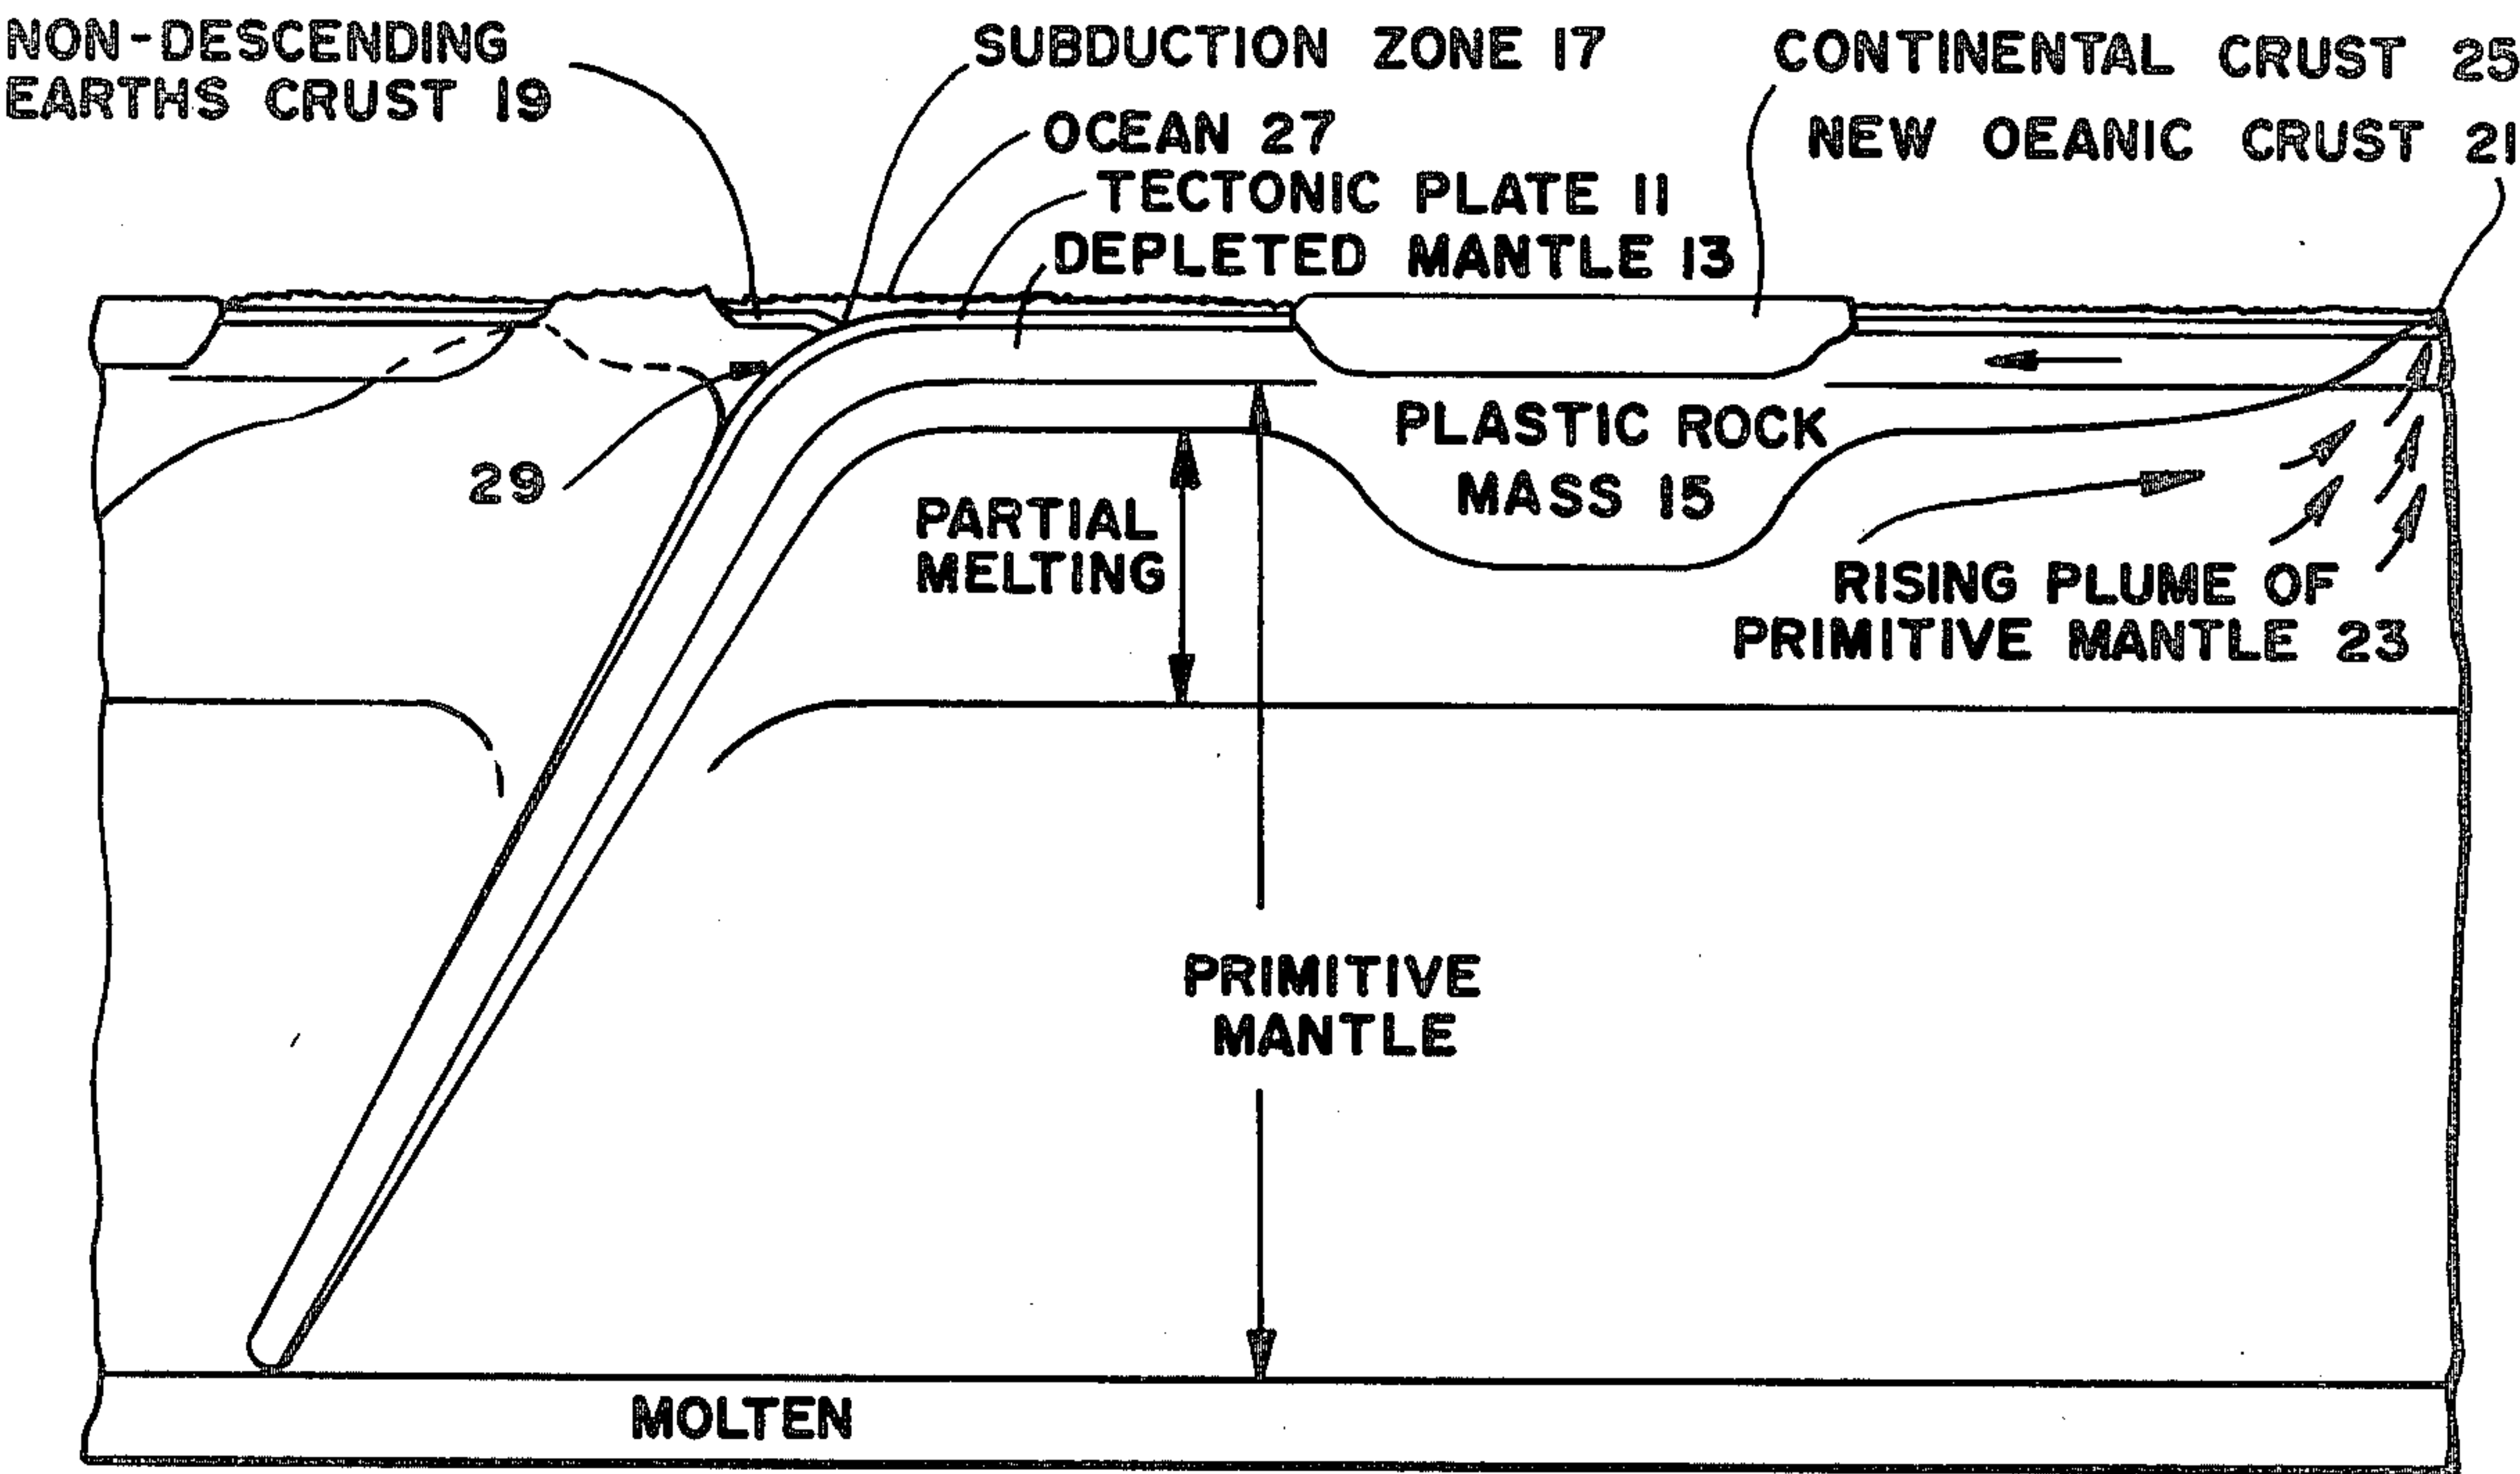 NON-DESCENDING
EARTHS CRUST 19
SUBDUCTION ZONE 17
OCEAN 27
TECTONIC PLATE 11
DEPLETED MANTLE 13
CONTINENTAL CRUST 25
NEW OEANIC CRUST 21
29
PLASTIC ROCK
MASS 15
PARTIAL
MELTING
RISING PLUME OF
PRIMITIVE MANTLE 23
PRIMITIVE
MANTLE
MOLTEN